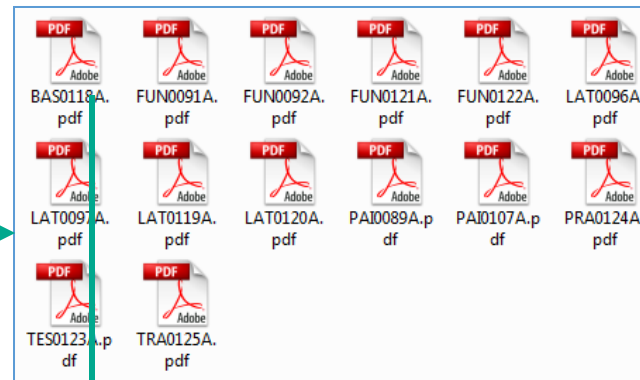 PDF PDF PDF PDF PDF PDF
Adobe Adobe Adobe Adobe Adobe Adobe
BAS0118A. FUN0091A. FUN0092A. FUN0121A. FUN0122A. LAT0096A
pdf pdf pdf pdf pdf pdf
PDF PDF PDF PDF PDF PDF
Adobe Adobe Adobe Adobe Adobe Adobe
LAT0097A. LAT0119A. LAT0120A. PAI0089A.p PAI0107A.p PRA0124A
pdf pdf pdf df df pdf
PDF PDF
Adobe Adobe
TES0123A.p TRA0125A.
df pdf